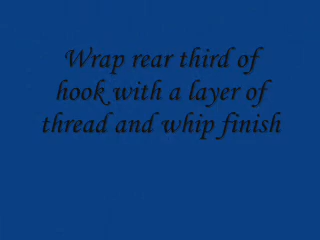 Wrap rear third of
hook with a layer of
thread and whip finish